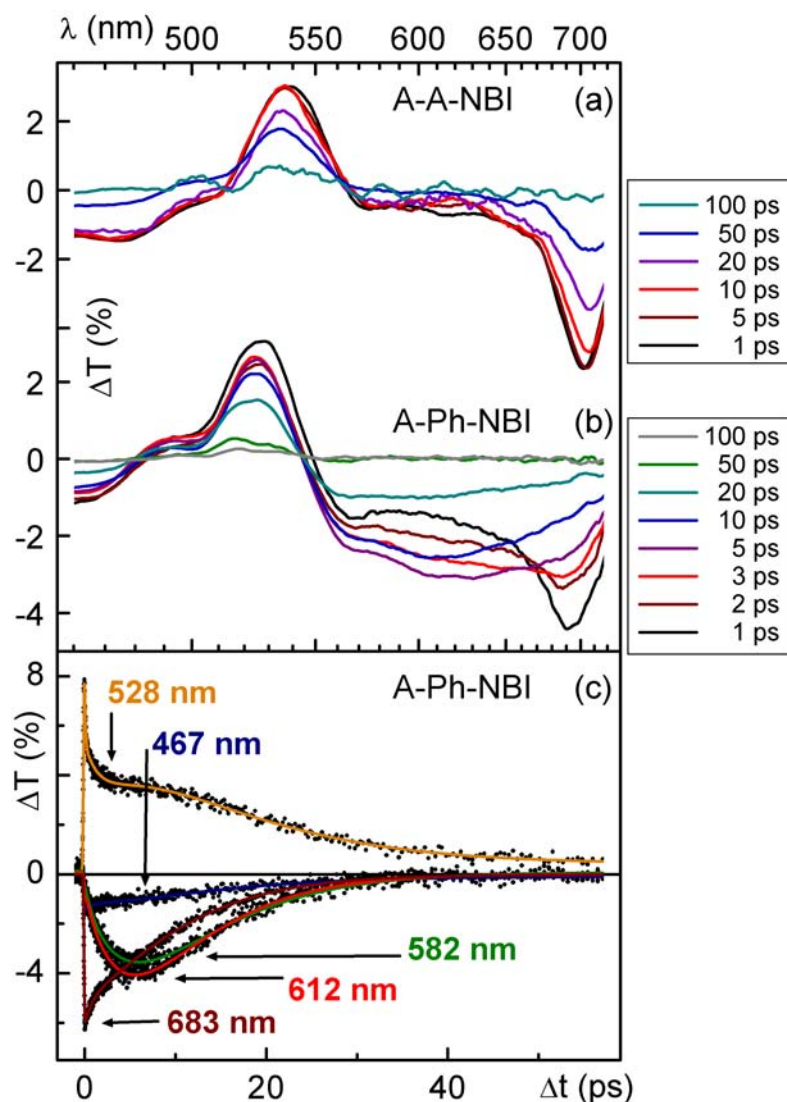 λ (nm) 500 550 600 650 700
A-A-NBI (a)
2
0
-2
100 ps
50 ps
20 ps
10 ps
5 ps
1 ps
ΔT (%)
2
0
-2
-4
A-Ph-NBI (b)
100 ps
50 ps
20 ps
10 ps
5 ps
3 ps
2 ps
1 ps
8
4
0
-4
ΔT (%)
A-Ph-NBI (c)
528 nm
467 nm
582 nm
612 nm
683 nm
0 20 40 Δt (ps)